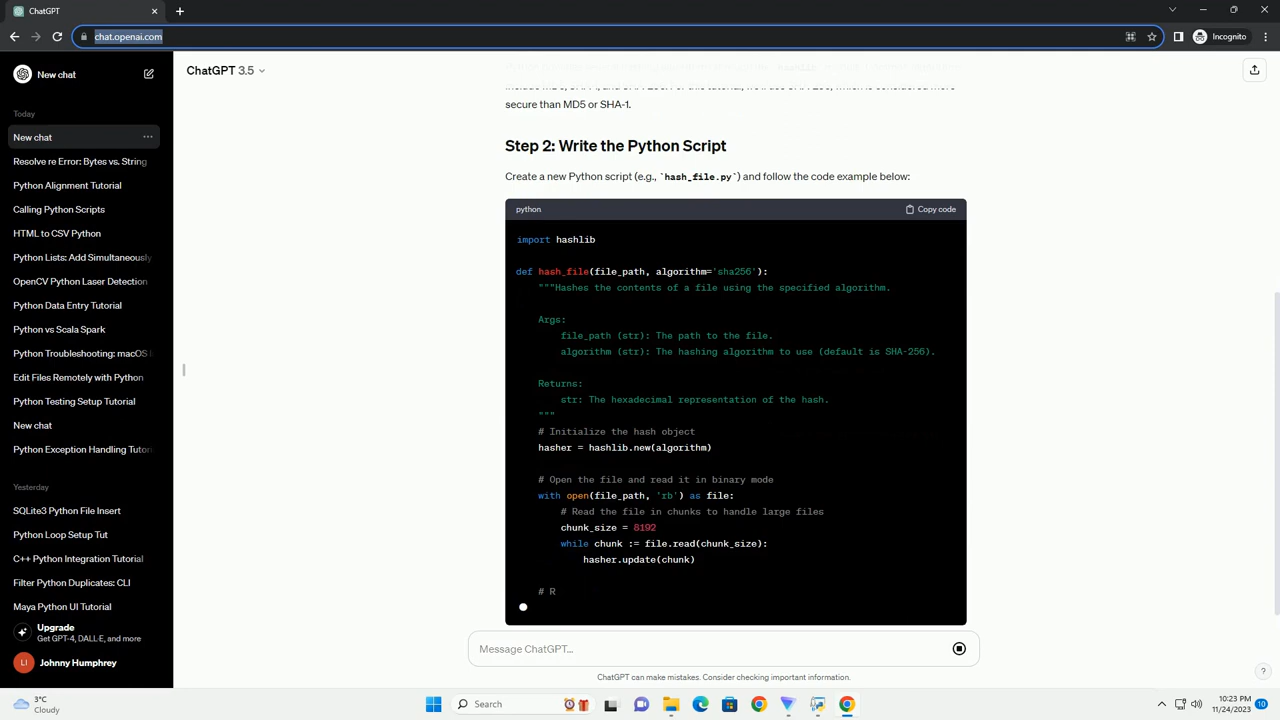 ChatGPT
chat.openai.com
Incognito
New chat
Today
New chat
Resolve re Error: Bytes vs. String
Python Alignment Tutorial
Calling Python Scripts
HTML to CSV Python
Python Lists: Add Simultaneously
OpenCV Python Laser Detection
Python Data Entry Tutorial
Python vs Scala Spark
Python Troubleshooting: macOS
Edit Files Remotely with Python
Python Testing Setup Tutorial
New chat
Python Exception Handling Tutori
Yesterday
SQLite3 Python File Insert
Python Loop Setup Tut
C++ Python Integration Tutorial
Filter Python Duplicates: CLI
Maya Python UI Tutorial
Upgrade
Get GPT-4, DALL·E, and more
LI
Johnny Humphrey
ChatGPT 3.5
secure than MD5 or SHA-1.
Step 2: Write the Python Script
Create a new Python script (e.g., `hash_file.py`) and follow the code example below:
python
Copy code
import hashlib
def hash_file(file_path, algorithm='sha256'):
"""Hashes the contents of a file using the specified algorithm.
Args:
file_path (str): The path to the file.
algorithm (str): The hashing algorithm to use (default is SHA-256).
Returns:
str: The hexadecimal representation of the hash.
"""
# Initialize the hash object
hasher = hashlib.new(algorithm)
# Open the file and read it in binary mode
with open(file_path, 'rb') as file:
# Read the file in chunks to handle large files
chunk_size = 8192
while chunk := file.read(chunk_size):
hasher.update(chunk)
# R
Message ChatGPT...
ChatGPT can make mistakes. Consider checking important information.
?
3°C
Cloudy
Search
10:23 PM
11/24/2023
10